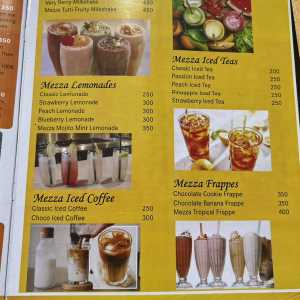 Very Berry Milkshake 450
Mezza Tutti Fruity Milkshake 450
Mezza Lemonades
Classic Lemonade 250
Strawberry Lemonade 300
Peach Lemonade 300
Blueberry Lemonade 300
Mezza Mojito Mint Lemonade 350
Mezza Iced Coffee
Classic Iced Coffee 250
Choco Iced Coffee 300
Mezza Iced Teas
Classic Iced Tea 200
Passion Iced Tea 250
Peach Iced Tea 250
Pineapple Iced Tea 250
Strawberry Iced Tea 250
Mezza Frappes
Chocolate Cookie Frappe 350
Chocolate Banana Frappe 350
Mezza Tropical Frappe 400
350